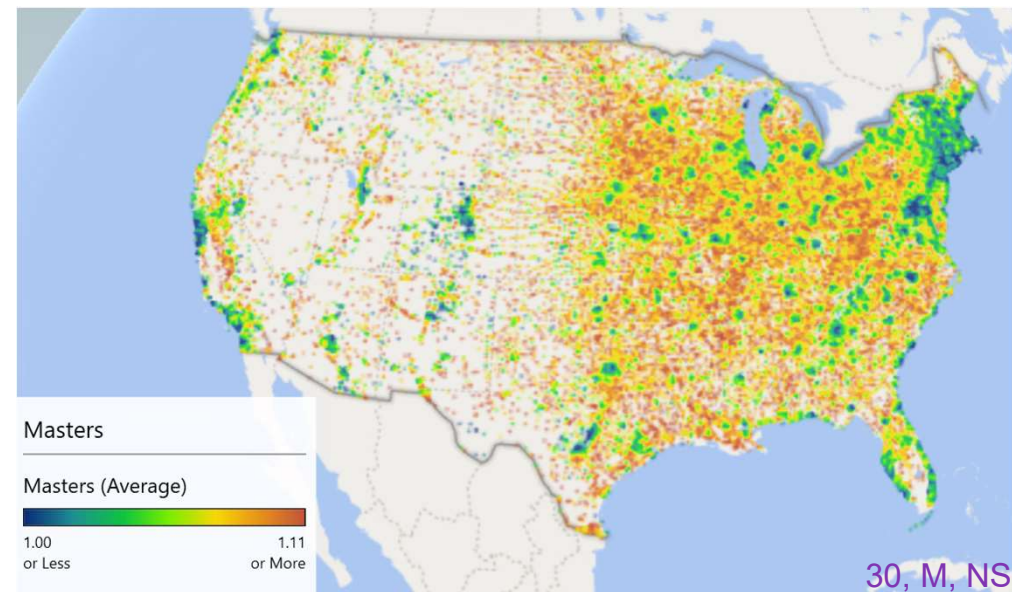 Masters
Masters (Average)
1.00
or Less
1.11
or More
30, M, NS